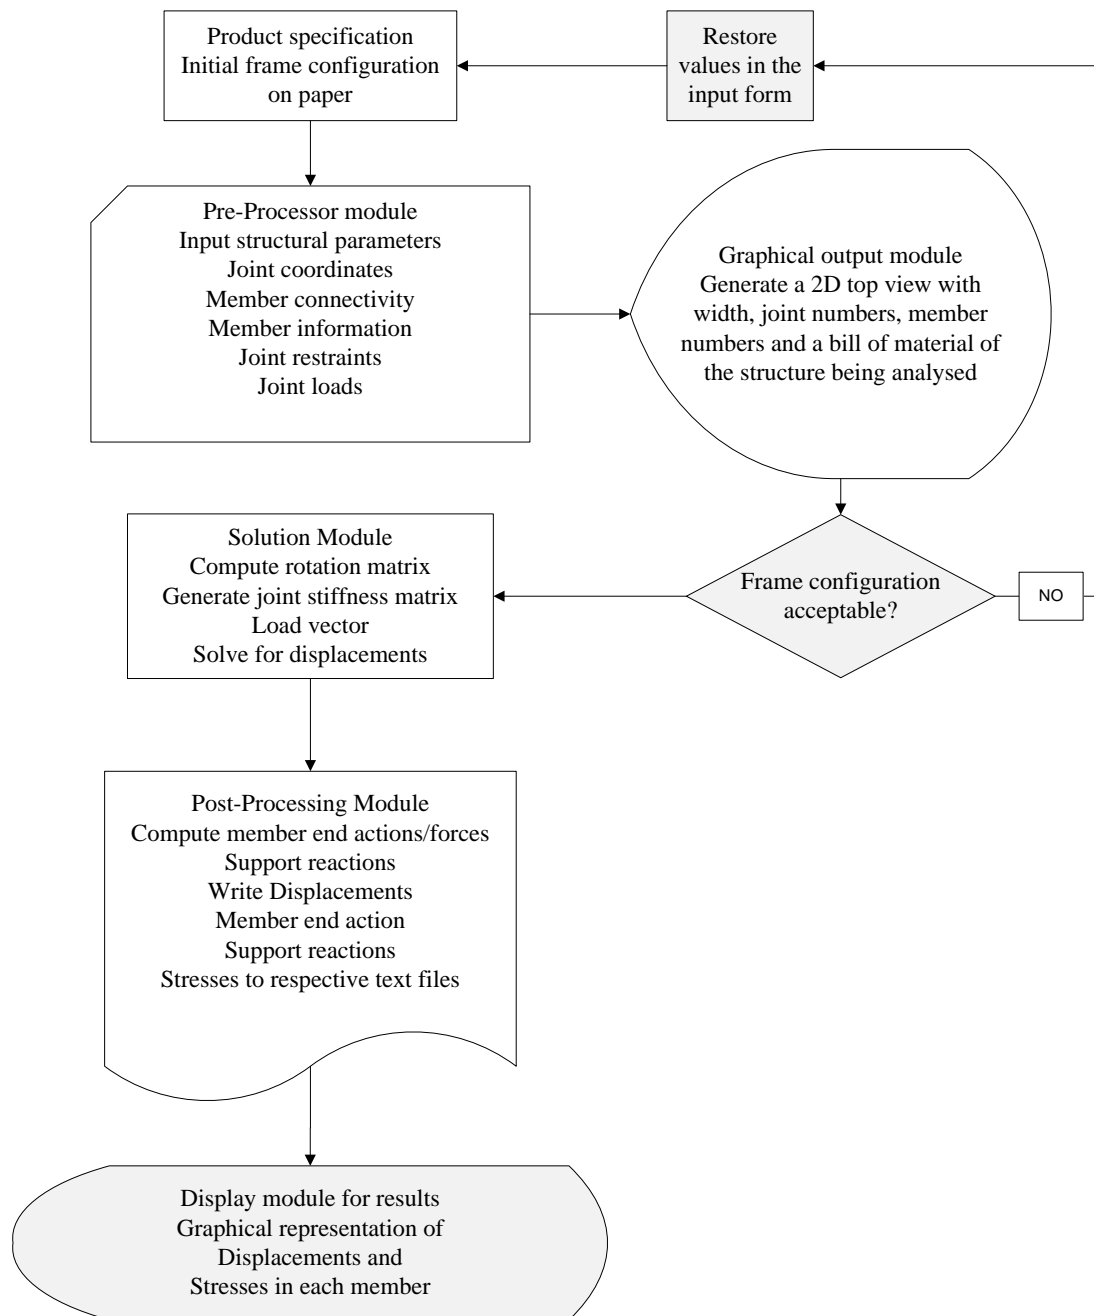 Product specification
Initial frame configuration
on paper
Restore
values in the
input form
Pre-Processor module
Input structural parameters
Joint coordinates
Member connectivity
Member information
Joint restraints
Joint loads
Graphical output module
Generate a 2D top view with
width, joint numbers, member
numbers and a bill of material of
the structure being analysed
Frame configuration
acceptable?
NO
Solution Module
Compute rotation matrix
Generate joint stiffness matrix
Load vector
Solve for displacements
Post-Processing Module
Compute member end actions/forces
Support reactions
Write Displacements
Member end action
Support reactions
Stresses to respective text files
Display module for results
Graphical representation of
Displacements and
Stresses in each member